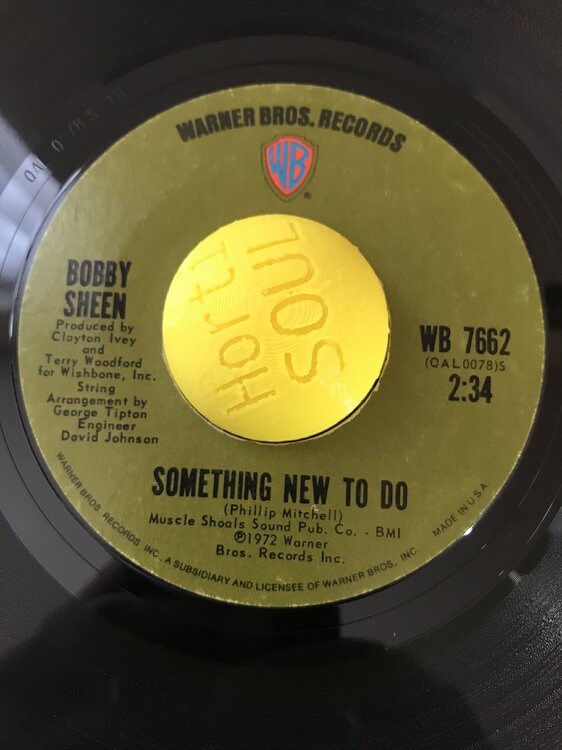 WARNER BROS. RECORDS
WB
®
BOBBY
SHEEN
Produced by
Clayton Ivey
and
Terry Woodford
for Wishbone, Inc.
String
Arrangement by
George Tipton
Engineer
David Johnson
Horti
SOUL
WB 7662
(QAL0078)S
2:34
SOMETHING NEW TO DO
(Phillip Mitchell)
Muscle Shoals Sound Pub. Co. - BMI
℗1972 Warner
Bros. Records Inc.
WARNER BROS. RECORDS INC., A SUBSIDIARY AND LICENSEE OF WARNER BROS. INC.
MADE IN U.S.A.